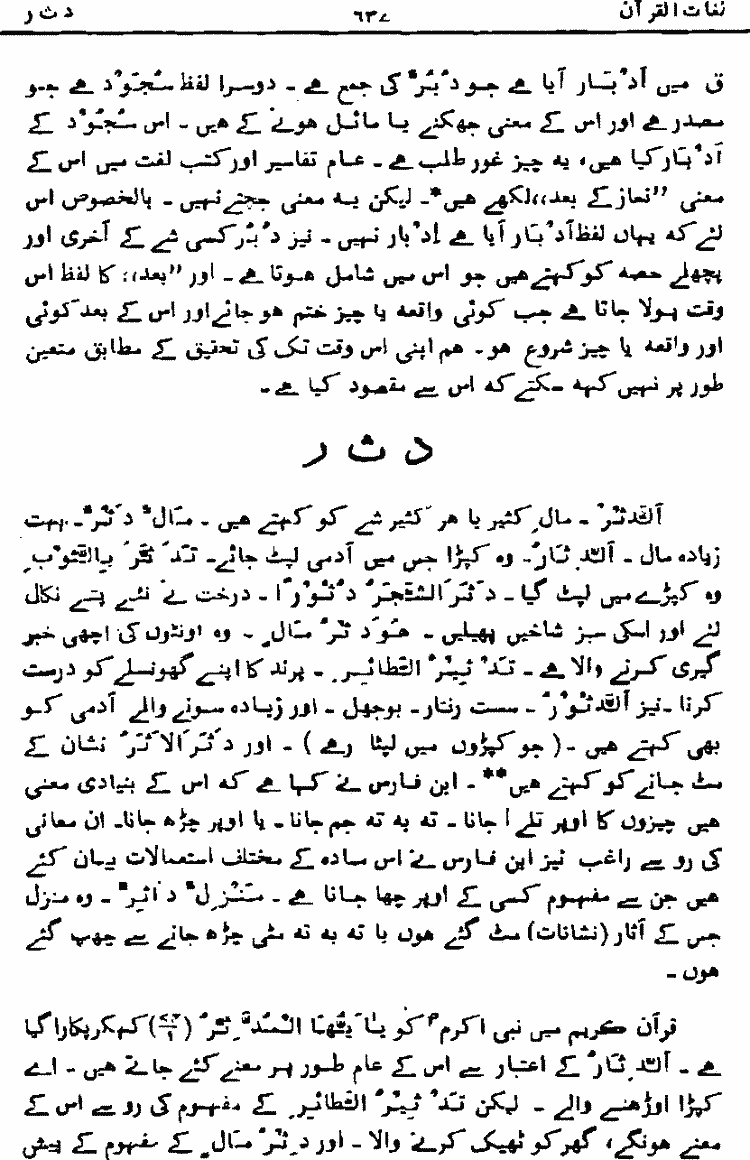 لغات القرآن ٦٣٧ د ث ر
ق میں أَدْبَار آیا ہے جو دُبُرٌ کی جمع ہے ۔ دوسرا لفظ سُجُوْد ہے جو
مصدر ہے اور اس کے معنی جھکنے یا مائل ہونے کے ہیں ۔ اس سُجُوْد کے
أَدْبَار کیا ہیں، یہ چیز غور طلب ہے ۔ عام تفاسیر اور کتب لغت میں اس کے
معنی ”نماز کے بعد،، لکھے ہیں*۔ لیکن یہ معنی جچتے نہیں ۔ بالخصوص اس
لئے کہ یہاں لفظ أَدْبَار آیا ہے اِدْبار نہیں ۔ نیز دُبُر کسی شے کے آخری اور
پچھلے حصہ کو کہتے ہیں جو اس میں شامل ہوتا ہے ۔ اور ”بعد،، کا لفظ اس
وقت بولا جاتا ہے جب کوئی واقعہ یا چیز ختم ہو جائے اور اس کے بعد کوئی
اور واقعہ یا چیز شروع ہو ۔ ہم اپنی اس وقت تک کی تحقیق کے مطابق متعین
طور پر نہیں کہہ سکتے کہ اس سے مقصود کیا ہے ۔
د ث ر
اَلدَّثْرُ ۔ مال کثیر یا ہر کثیر شے کو کہتے ہیں ۔ مَالٌ دَثْرٌ ۔ بہت
زیادہ مال ۔ اَلدِّثَارُ ۔ وہ کپڑا جس میں آدمی لپٹ جائے ۔ تَدَثَّرَ بِالثَّوْبِ
وہ کپڑے میں لپٹ گیا ۔ دَثَرَ الشَّجَرُ دُثُوْرًا ۔ درخت نے نئے پتے نکال
لئے اور اسکی سبز شاخیں پھیلیں ۔ هُوَ دِثْرُ مَالٍ ۔ وہ اونٹوں کی اچھی خبر
گیری کرنے والا ہے ۔ تَدْثِيْرُ الطَّائِرِ ۔ پرند کا اپنے گھونسلے کو درست
کرنا ۔ نیز اَلدَّثُوْرُ ۔ سست رفتار ۔ بوجھل ۔ اور زیادہ سونے والے آدمی کو
بھی کہتے ہیں ۔ (جو کپڑوں میں لپٹا رہے) ۔ اور دَثَرَ الْاَثَرُ نشان کے
مٹ جانے کو کہتے ہیں** ۔ ابن فارس نے کہا ہے کہ اس کے بنیادی معنی
ہیں چیزوں کا اوپر تلے آ جانا ۔ تہ بہ تہ جم جانا ۔ یا اوپر چڑھ جانا۔ ان معانی
کی رو سے راغب نیز ابن فارس نے اس مادہ کے مختلف استعمالات بیان کئے
ہیں جن سے مفہوم کسی کے اوپر چھا جانا ہے ۔ مَنْزِلٌ دَاثِرٌ ۔ وہ منزل
جس کے آثار (نشانات) مٹ گئے ہوں یا تہ بہ تہ مٹی چڑھ جانے سے چھپ گئے
ہوں ۔
قرآن کریم میں نبی اکرمؐ کو يَا أَيُّهَا الْمُدَّثِّرُ (٧٤/١) کہکر پکارا گیا
ہے ۔ اَلدِّثَارُ کے اعتبار سے اس کے عام طور پر معنے کئے جاتے ہیں ۔ اے
کپڑا اوڑھنے والے ۔ لیکن تَدْثِيْرُ الطَّائِرِ کے مفہوم کی رو سے اس کے
معنے ہونگے، گھر کو ٹھیک کرنے والا ۔ اور دِثْرُ مَالٍ کے مفہوم کے پیش